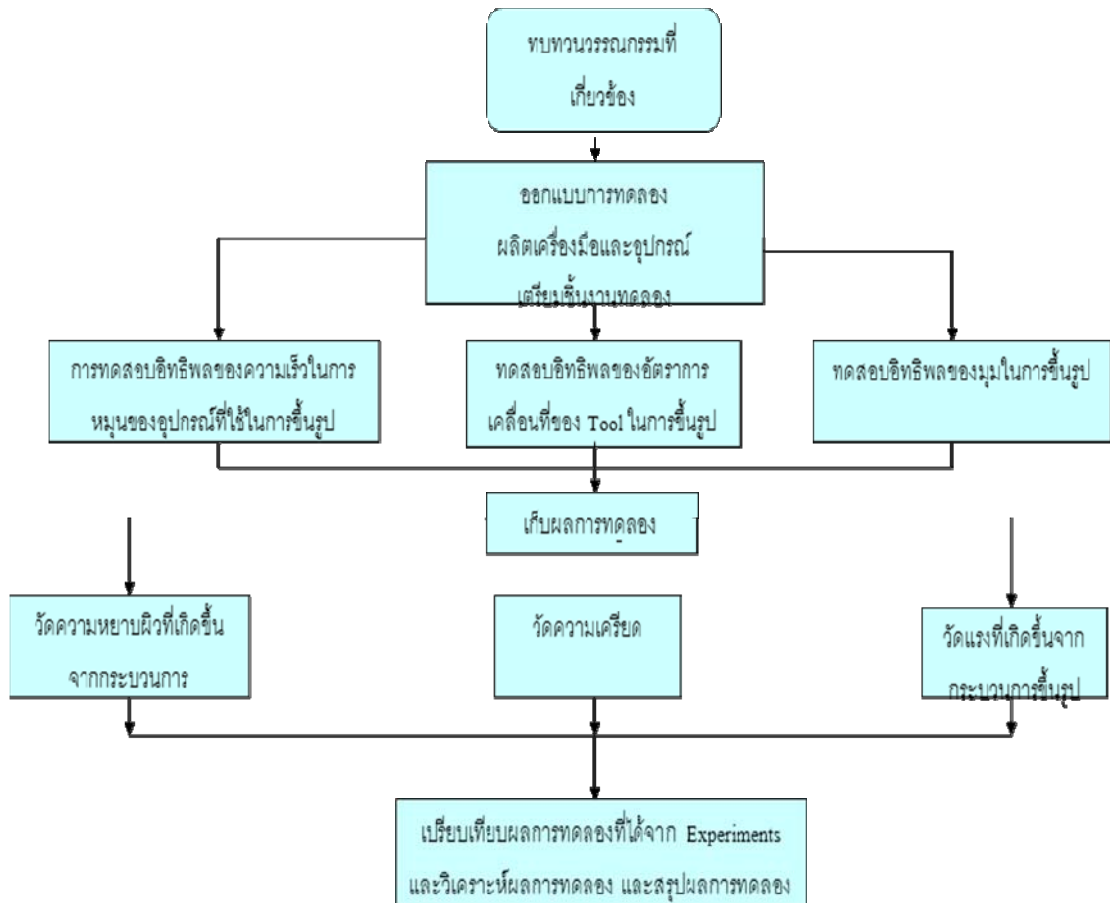 ทบทวนวรรณกรรมที่
เกี่ยวข้อง
ออกแบบการทดลอง
ผลิตเครื่องมือและอุปกรณ์
เตรียมชิ้นงานทดลอง
การทดสอบอิทธิพลของความเร็วในการ
หมุนของอุปกรณ์ที่ใช้ในการขึ้นรูป
ทดสอบอิทธิพลของอัตราการ
เคลื่อนที่ของ Tool ในการขึ้นรูป
ทดสอบอิทธิพลของมุมในการขึ้นรูป
เก็บผลการทดลอง
วัดความหยาบผิวที่เกิดขึ้น
จากกระบวนการ
วัดความเครียด
วัดแรงที่เกิดขึ้นจาก
กระบวนการขึ้นรูป
เปรียบเทียบผลการทดลองที่ได้จาก Experiments
และวิเคราะห์ผลการทดลอง และสรุปผลการทดลอง